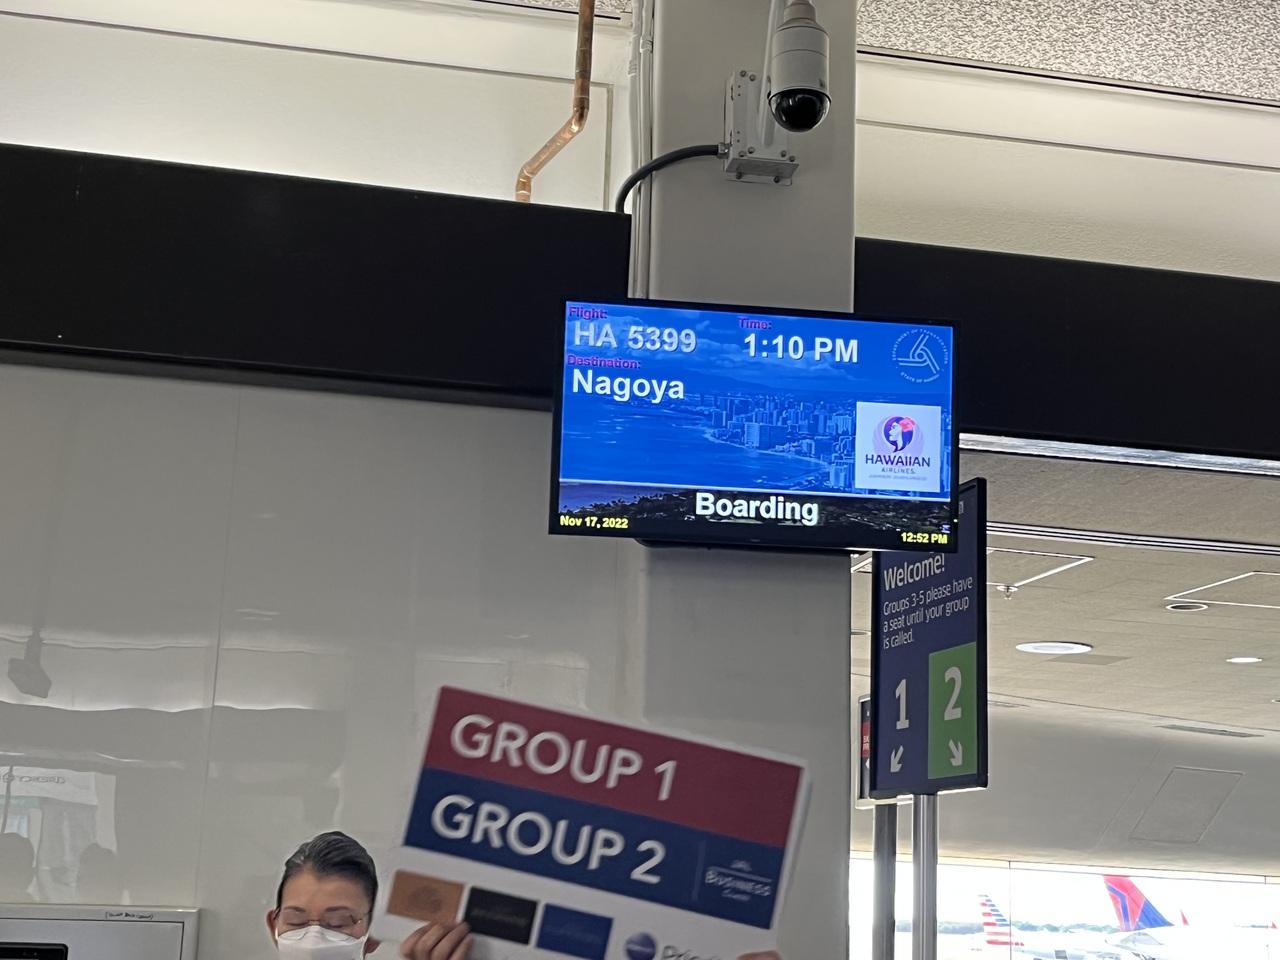 Flight:
HA 5399
Time:
1:10 PM
Destination:
Nagoya
HAWAIIAN
AIRLINES
Boarding
Nov 17, 2022
12:52 PM
Welcome!
Groups 3-5 please have
a seat until your group
is called.
1
2
GROUP 1
GROUP 2
BUSINESS